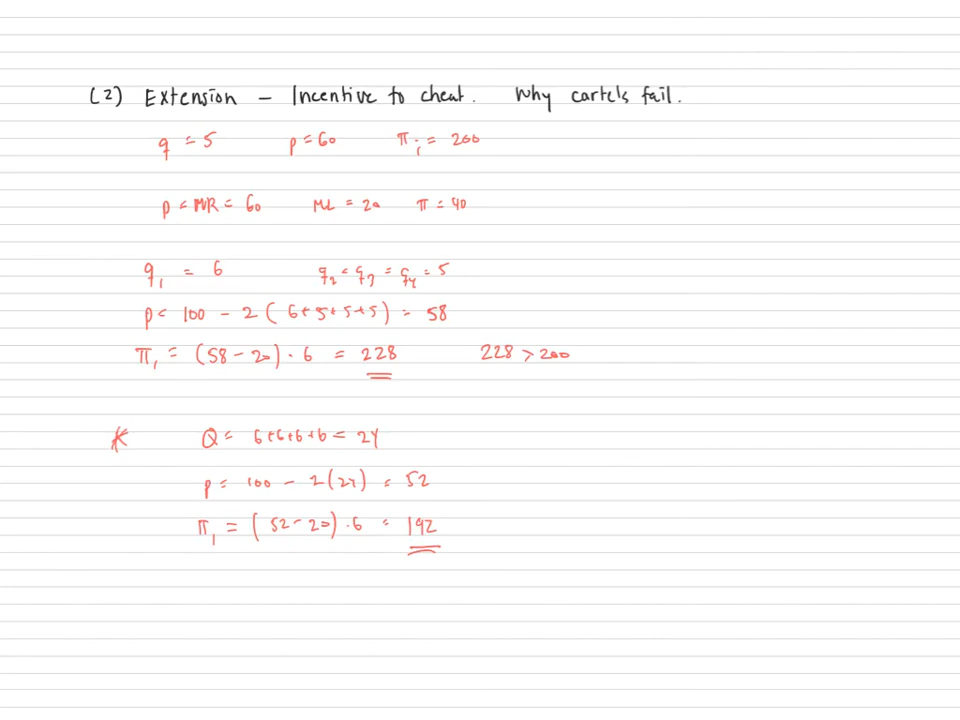 (2) Extension - Incentive to cheat. Why cartels fail.
q = 5 p = 60 π₁ = 200
p = MR = 60 MC = 20 π = 40
q₁ = 6 q₂ = q₃ = q₄ = 5
p = 100 - 2 ( 6 + 5 + 5 + 5 ) = 58
π₁ = (58 - 20) · 6 = 228 228 > 200
* Q = 6+6+6+6 = 24
p = 100 - 2(24) = 52
π₁ = ( 52 - 20 ) · 6 = 192